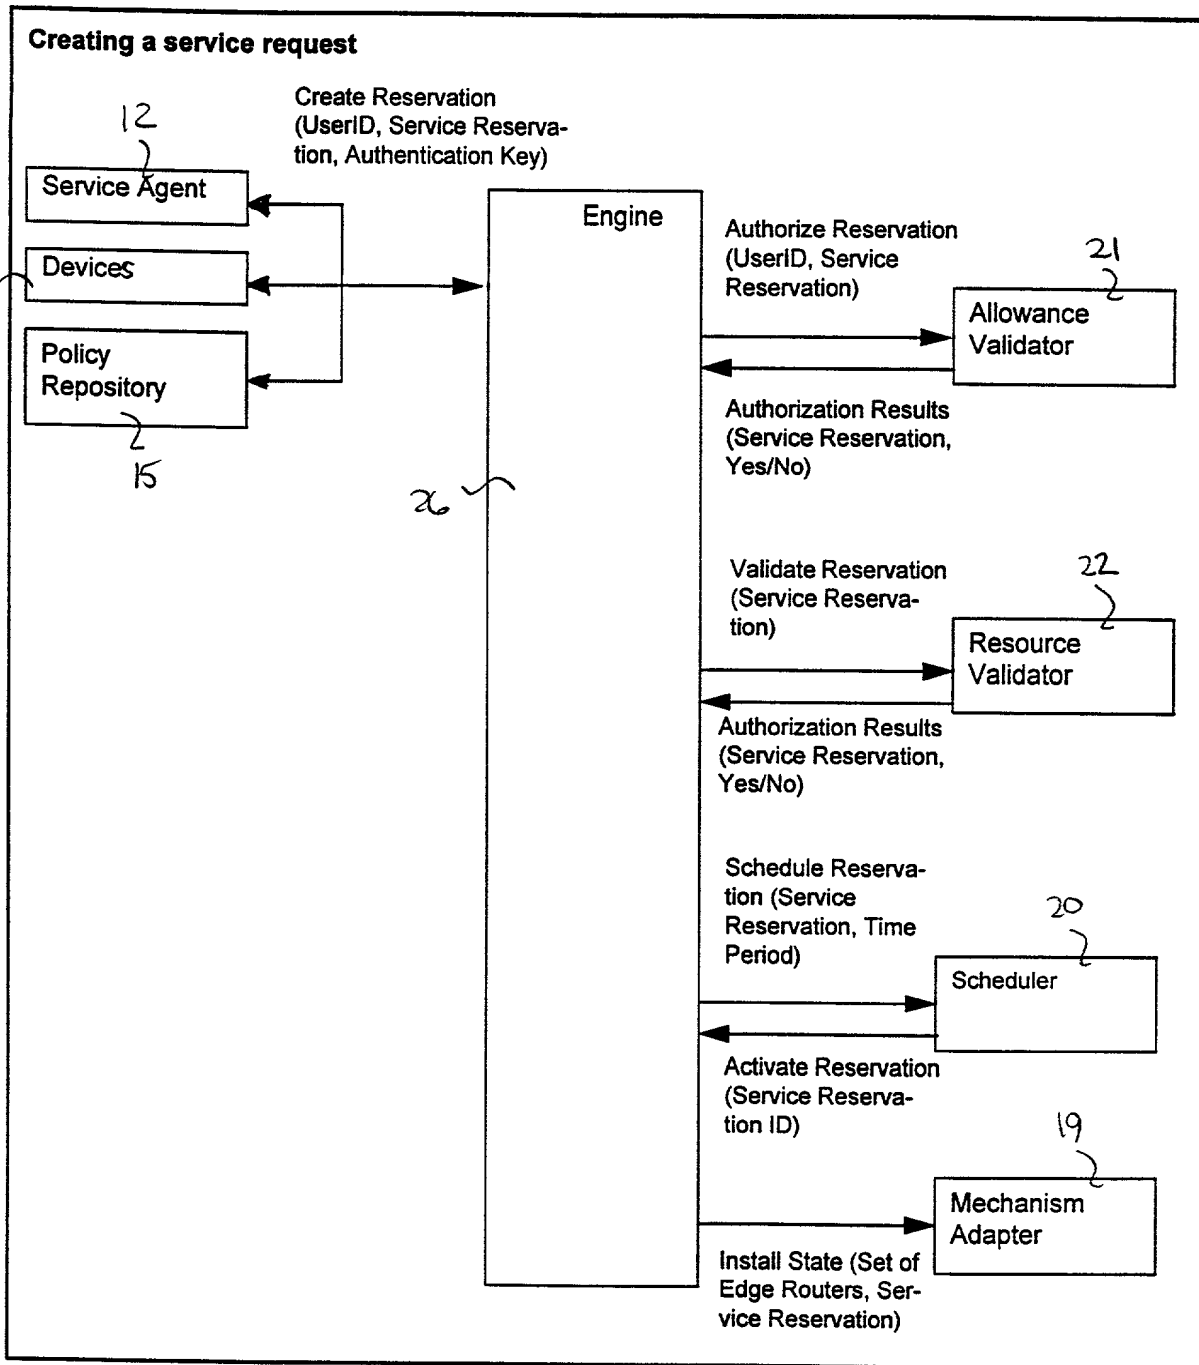 Creating a service request
Create Reservation
(UserID, Service Reserva-
tion, Authentication Key)
12
Service Agent
Devices
Policy
Repository
15
26
Engine
Authorize Reservation
(UserID, Service
Reservation)
21
Allowance
Validator
Authorization Results
(Service Reservation,
Yes/No)
Validate Reservation
(Service Reserva-
tion)
22
Resource
Validator
Authorization Results
(Service Reservation,
Yes/No)
Schedule Reserva-
tion (Service
Reservation, Time
Period)
20
Scheduler
Activate Reservation
(Service Reserva-
tion ID)
19
Mechanism
Adapter
Install State (Set of
Edge Routers, Ser-
vice Reservation)